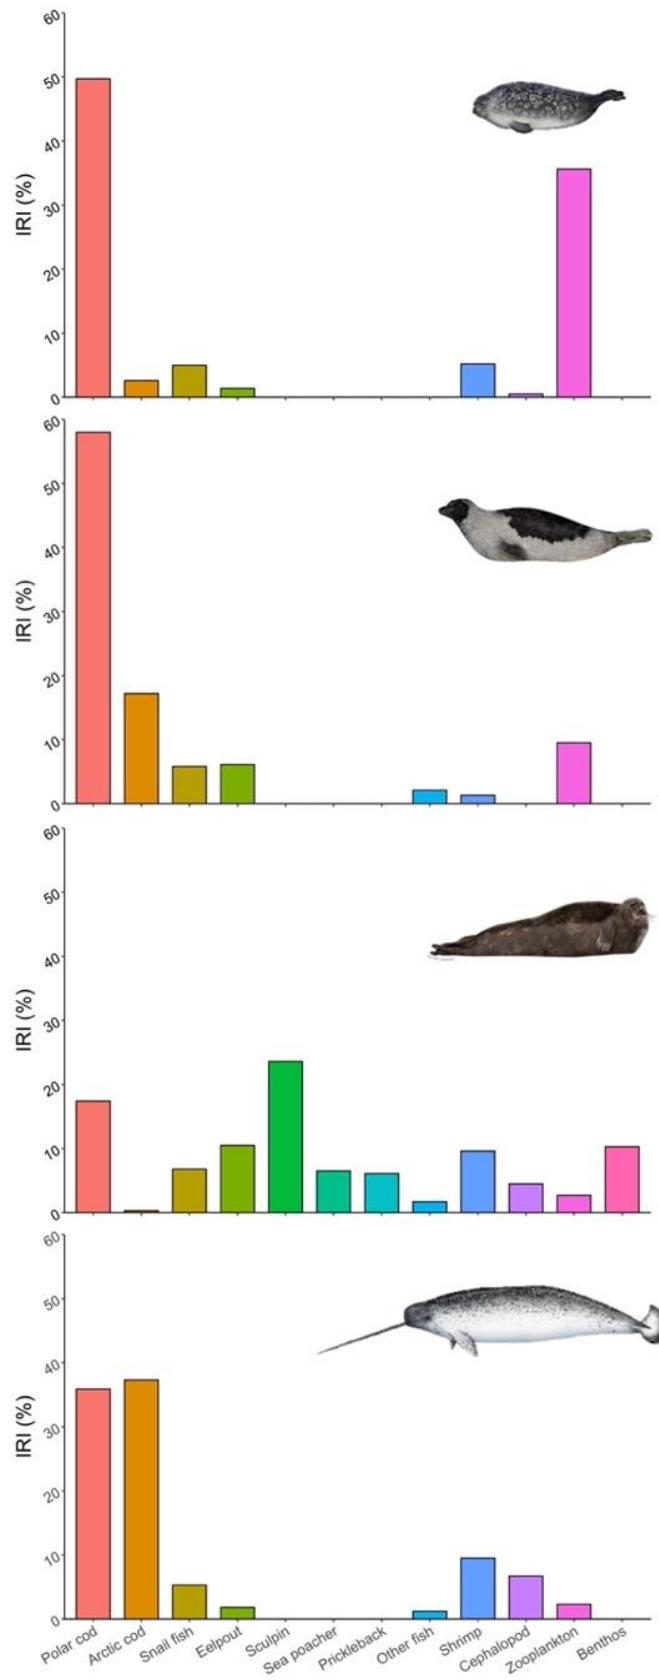 60
50
40
30
20
10
0
IRI (%)
60
50
40
30
20
10
0
IRI (%)
60
50
40
30
20
10
0
IRI (%)
60
50
40
30
20
10
0
IRI (%)
Polar cod
Arctic cod
Snail fish
Eelpout
Sculpin
Sea poacher
Prickleback
Other fish
Shrimp
Cephalopod
Zooplankton
Benthos